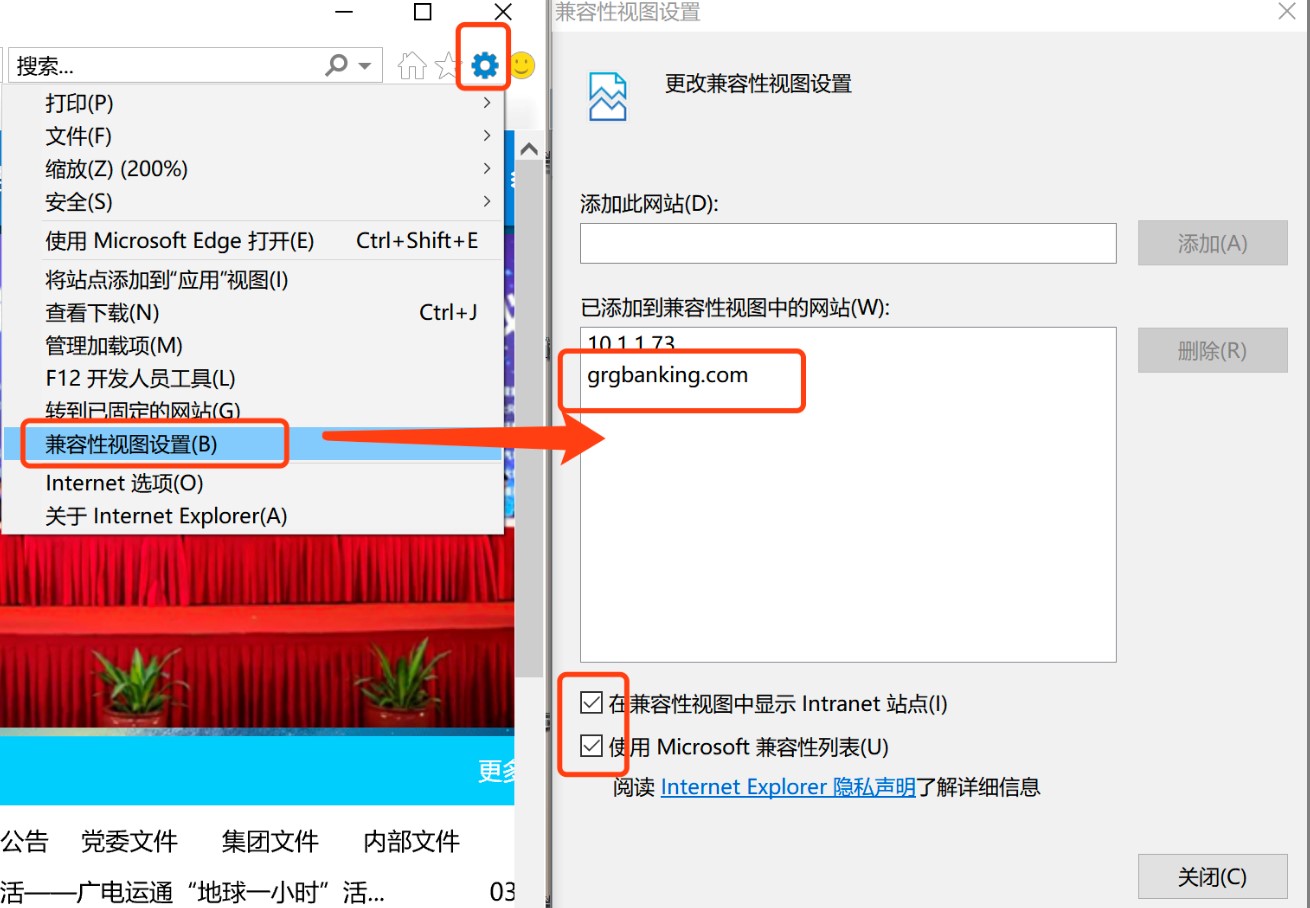 搜索...
打印(P)
文件(F)
缩放(Z) (200%)
安全(S)
使用 Microsoft Edge 打开(E) Ctrl+Shift+E
将站点添加到“应用”视图(I)
查看下载(N) Ctrl+J
管理加载项(M)
F12 开发人员工具(L)
转到已固定的网站(G)
兼容性视图设置(B)
Internet 选项(O)
关于 Internet Explorer(A)
更多
公告 党委文件 集团文件 内部文件
活——广电运通“地球一小时”活... 03
兼容性视图设置
更改兼容性视图设置
添加此网站(D):
添加(A)
已添加到兼容性视图中的网站(W):
10.1.1.73
grgbanking.com
删除(R)
在兼容性视图中显示 Intranet 站点(I)
使用 Microsoft 兼容性列表(U)
阅读 Internet Explorer 隐私声明了解详细信息
关闭(C)